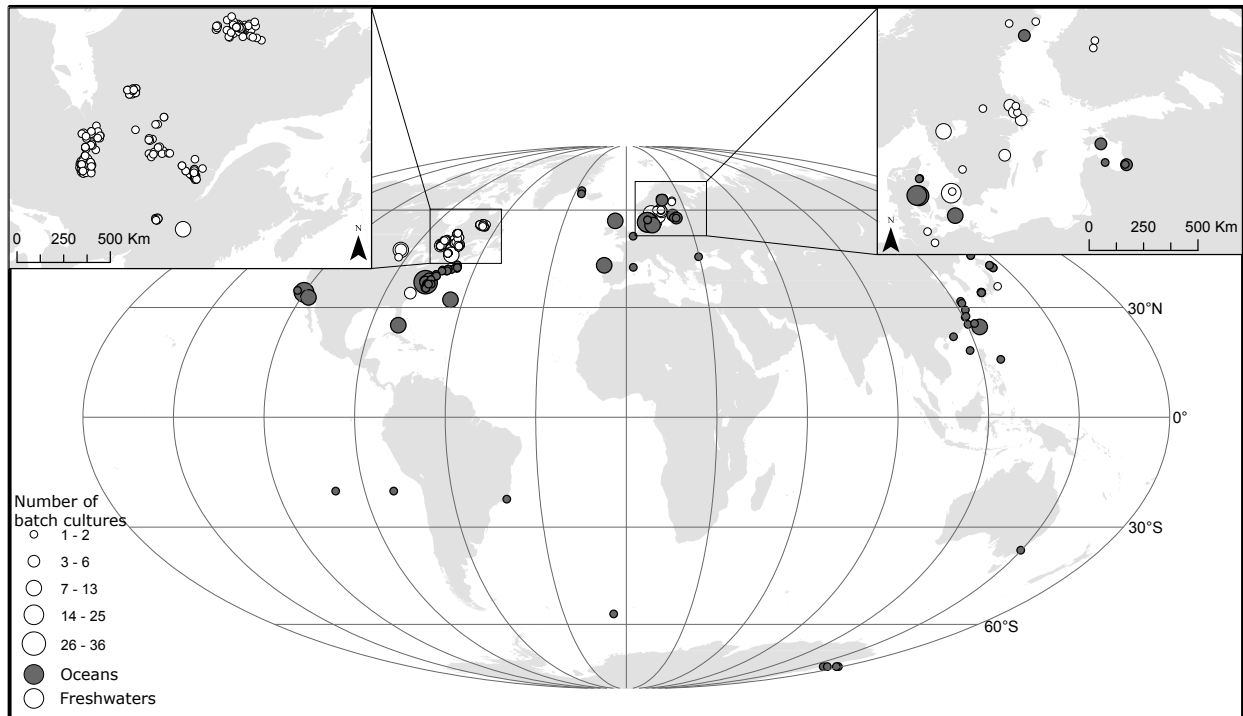 N
0 250 500 Km
N
0 250 500 Km
30°N
0°
30°S
60°S
Number of
batch cultures
1 - 2
3 - 6
7 - 13
14 - 25
26 - 36
Oceans
Freshwaters